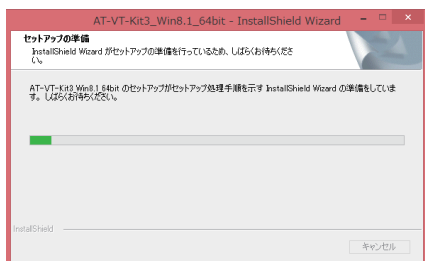 AT-VT-Kit3_Win8.1_64bit - InstallShield Wizard
セットアップの準備
InstallShield Wizard がセットアップの準備を行っているため、しばらくお待ちくださ
い。
AT-VT-Kit3_Win8.1_64bit のセットアップがセットアップ処理手順を示す InstallShield Wizard の準備をしていま
す。しばらくお待ちください。
InstallShield
キャンセル